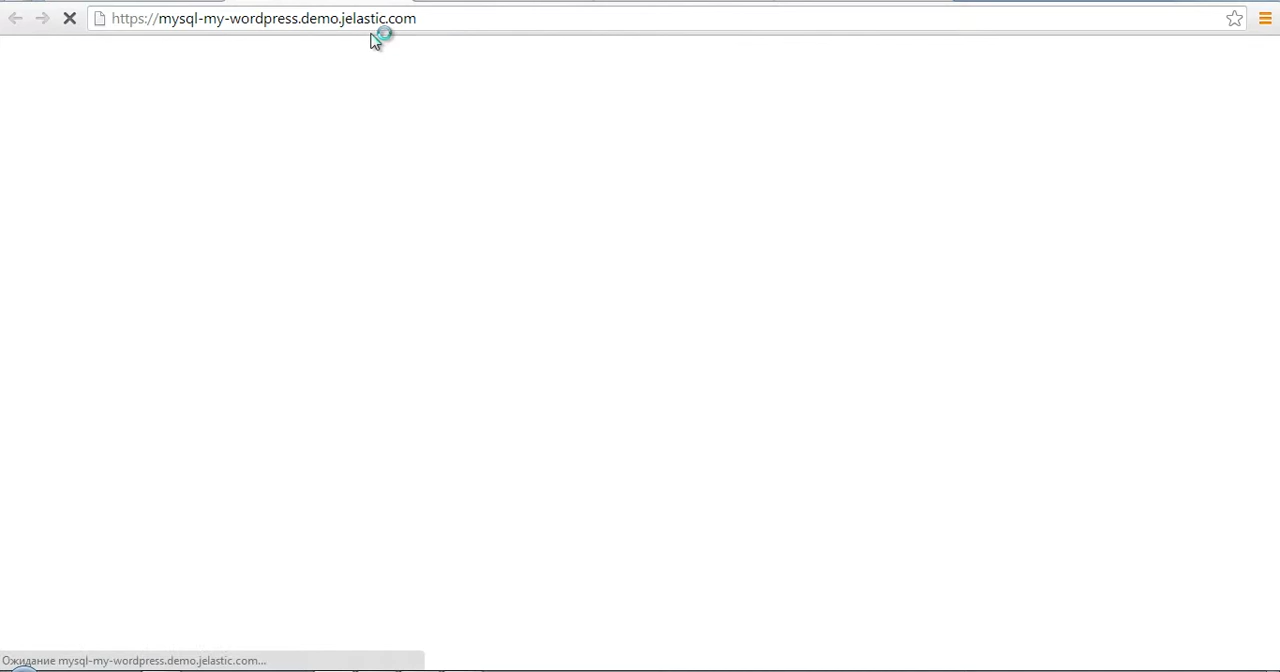 https://mysql-my-wordpress.demo.jelastic.com
Ожидание mysql-my-wordpress.demo.jelastic.com...